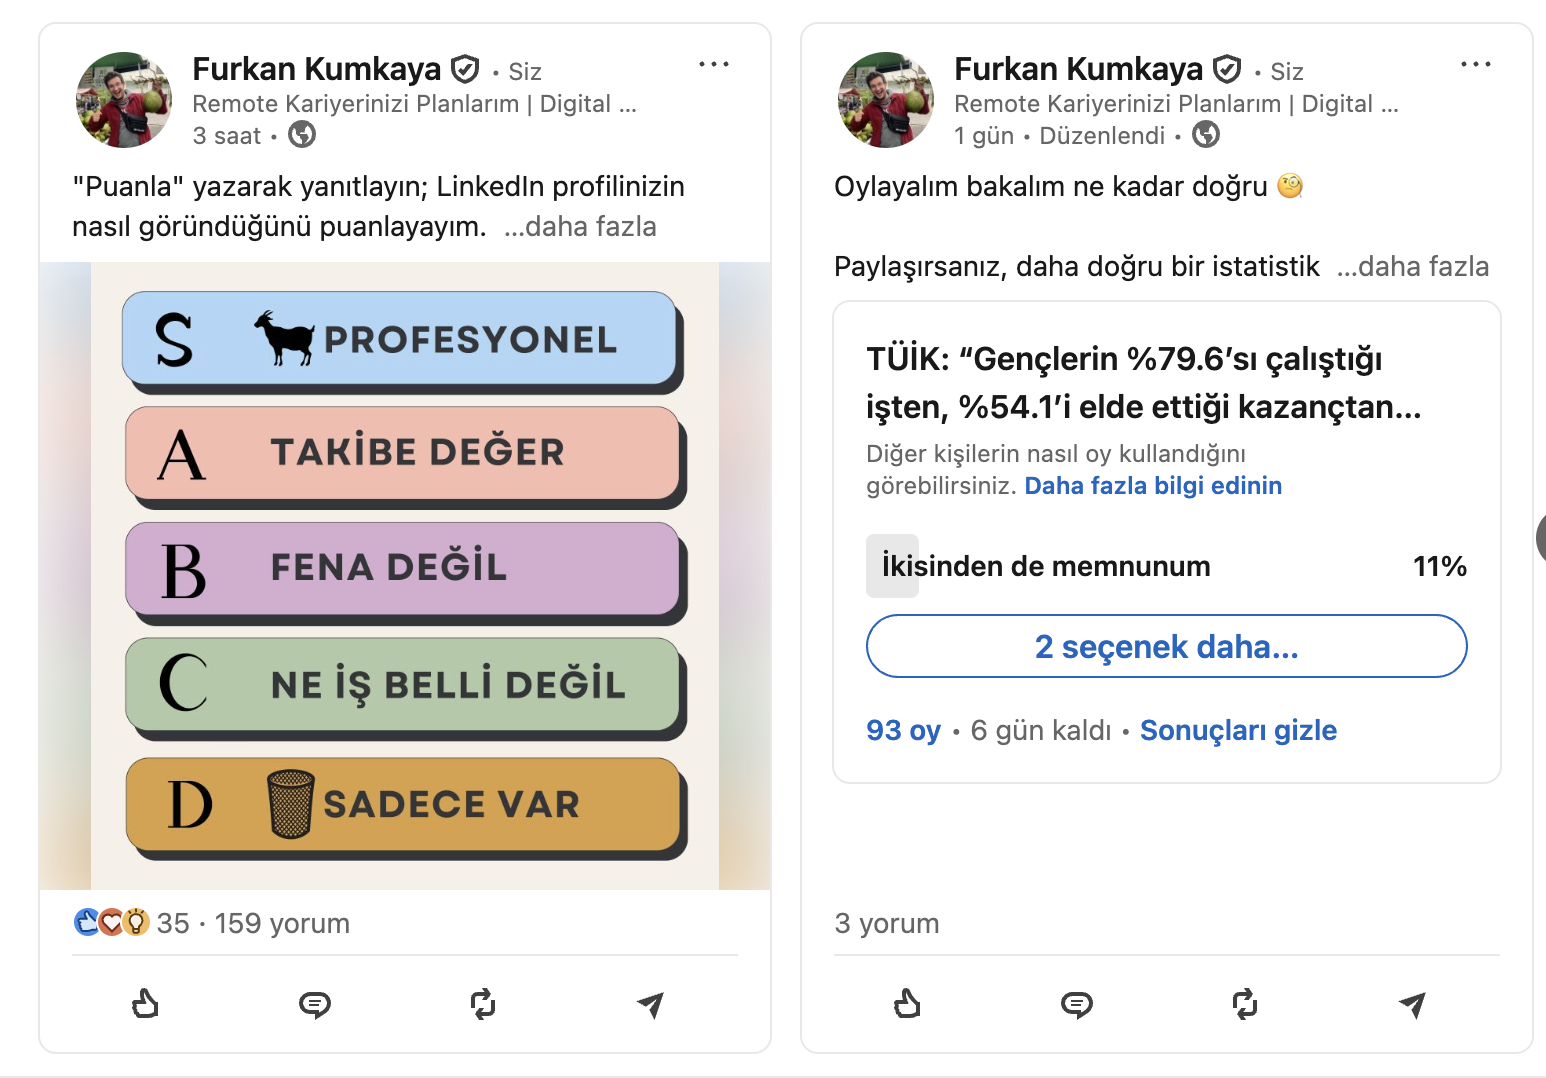 Furkan Kumkaya • Siz
Remote Kariyerinizi Planlarım | Digital ...
3 saat •
"Puanla" yazarak yanıtlayın; LinkedIn profilinizin
nasıl göründüğünü puanlayayım. ...daha fazla
S PROFESYONEL
A TAKİBE DEĞER
B FENA DEĞİL
C NE İŞ BELLİ DEĞİL
D SADECE VAR
35 · 159 yorum
Furkan Kumkaya • Siz
Remote Kariyerinizi Planlarım | Digital ...
1 gün • Düzenlendi •
Oylayalım bakalım ne kadar doğru 🧐
Paylaşırsanız, daha doğru bir istatistik ...daha fazla
TÜİK: “Gençlerin %79.6’sı çalıştığı
işten, %54.1’i elde ettiği kazançtan...
Diğer kişilerin nasıl oy kullandığını
görebilirsiniz. Daha fazla bilgi edinin
İkisinden de memnunum 11%
2 seçenek daha...
93 oy • 6 gün kaldı • Sonuçları gizle
3 yorum